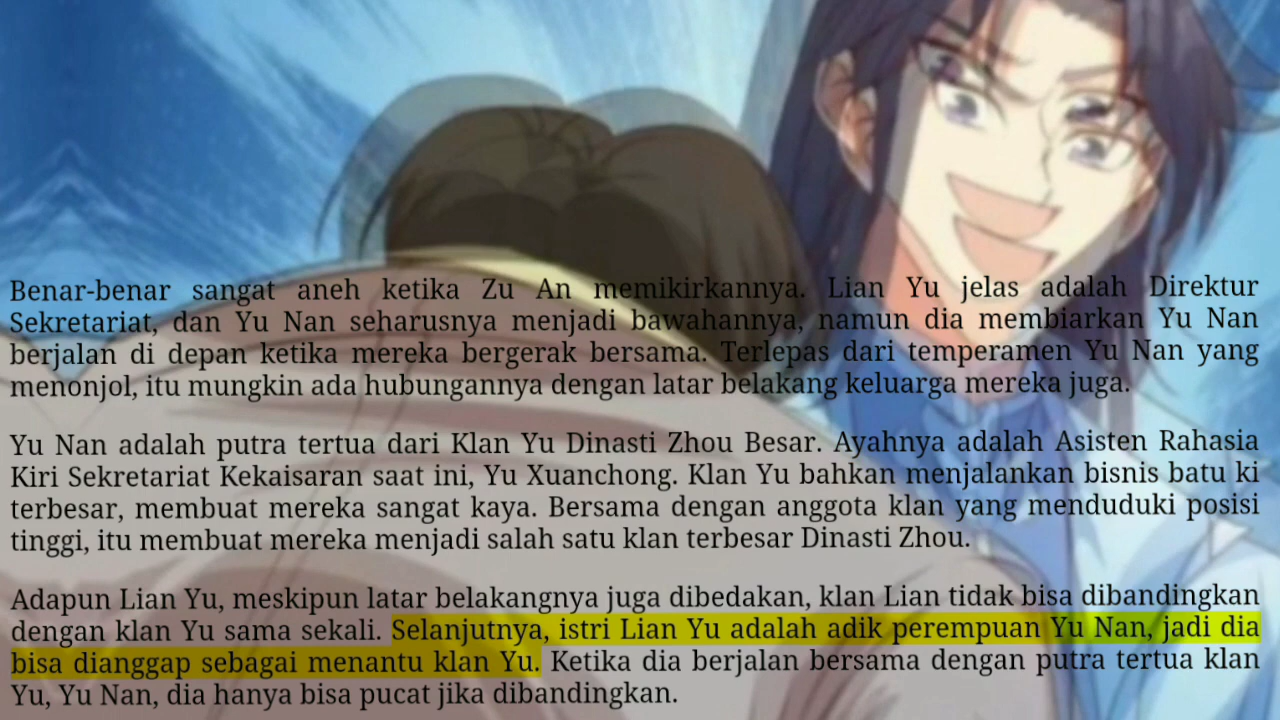 Benar-benar sangat aneh ketika Zu An memikirkannya. Lian Yu jelas adalah Direktur
Sekretariat, dan Yu Nan seharusnya menjadi bawahannya, namun dia membiarkan Yu Nan
berjalan di depan ketika mereka bergerak bersama. Terlepas dari temperamen Yu Nan yang
menonjol, itu mungkin ada hubungannya dengan latar belakang keluarga mereka juga.
Yu Nan adalah putra tertua dari Klan Yu Dinasti Zhou Besar. Ayahnya adalah Asisten Rahasia
Kiri Sekretariat Kekaisaran saat ini, Yu Xuanchong. Klan Yu bahkan menjalankan bisnis batu ki
terbesar, membuat mereka sangat kaya. Bersama dengan anggota klan yang menduduki posisi
tinggi, itu membuat mereka menjadi salah satu klan terbesar Dinasti Zhou.
Adapun Lian Yu, meskipun latar belakangnya juga dibedakan, klan Lian tidak bisa dibandingkan
dengan klan Yu sama sekali. Selanjutnya, istri Lian Yu adalah adik perempuan Yu Nan, jadi dia
bisa dianggap sebagai menantu klan Yu. Ketika dia berjalan bersama dengan putra tertua klan
Yu, Yu Nan, dia hanya bisa pucat jika dibandingkan.